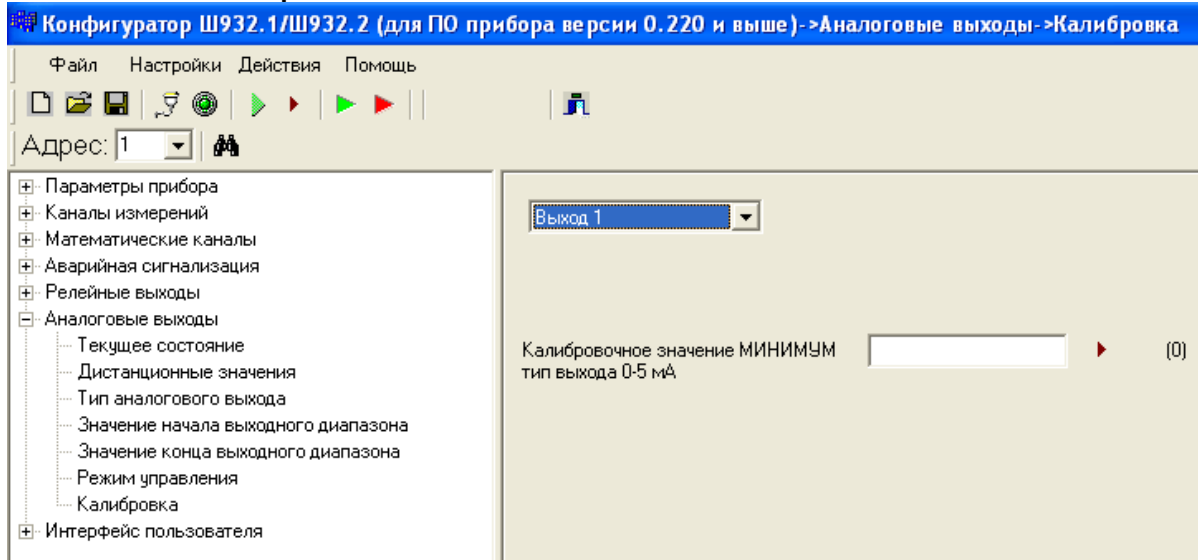 Конфигуратор Ш932.1/Ш932.2 (для ПО прибора версии 0.220 и выше)->Аналоговые выходы->Калибровка
Файл Настройки Действия Помощь
Адрес: 1
Параметры прибора
Каналы измерений
Математические каналы
Аварийная сигнализация
Релейные выходы
Аналоговые выходы
Текущее состояние
Дистанционные значения
Тип аналогового выхода
Значение начала выходного диапазона
Значение конца выходного диапазона
Режим управления
Калибровка
Интерфейс пользователя
Выход 1
Калибровочное значение МИНИМУМ (0)
тип выхода 0-5 мА